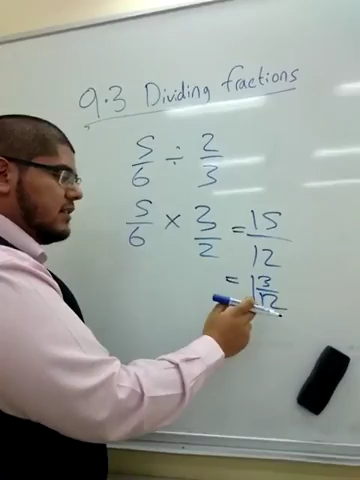 9.3 Dividing fractions
5/6 ÷ 2/3
5/6 × 3/2 = 15/12
= 1 3/12